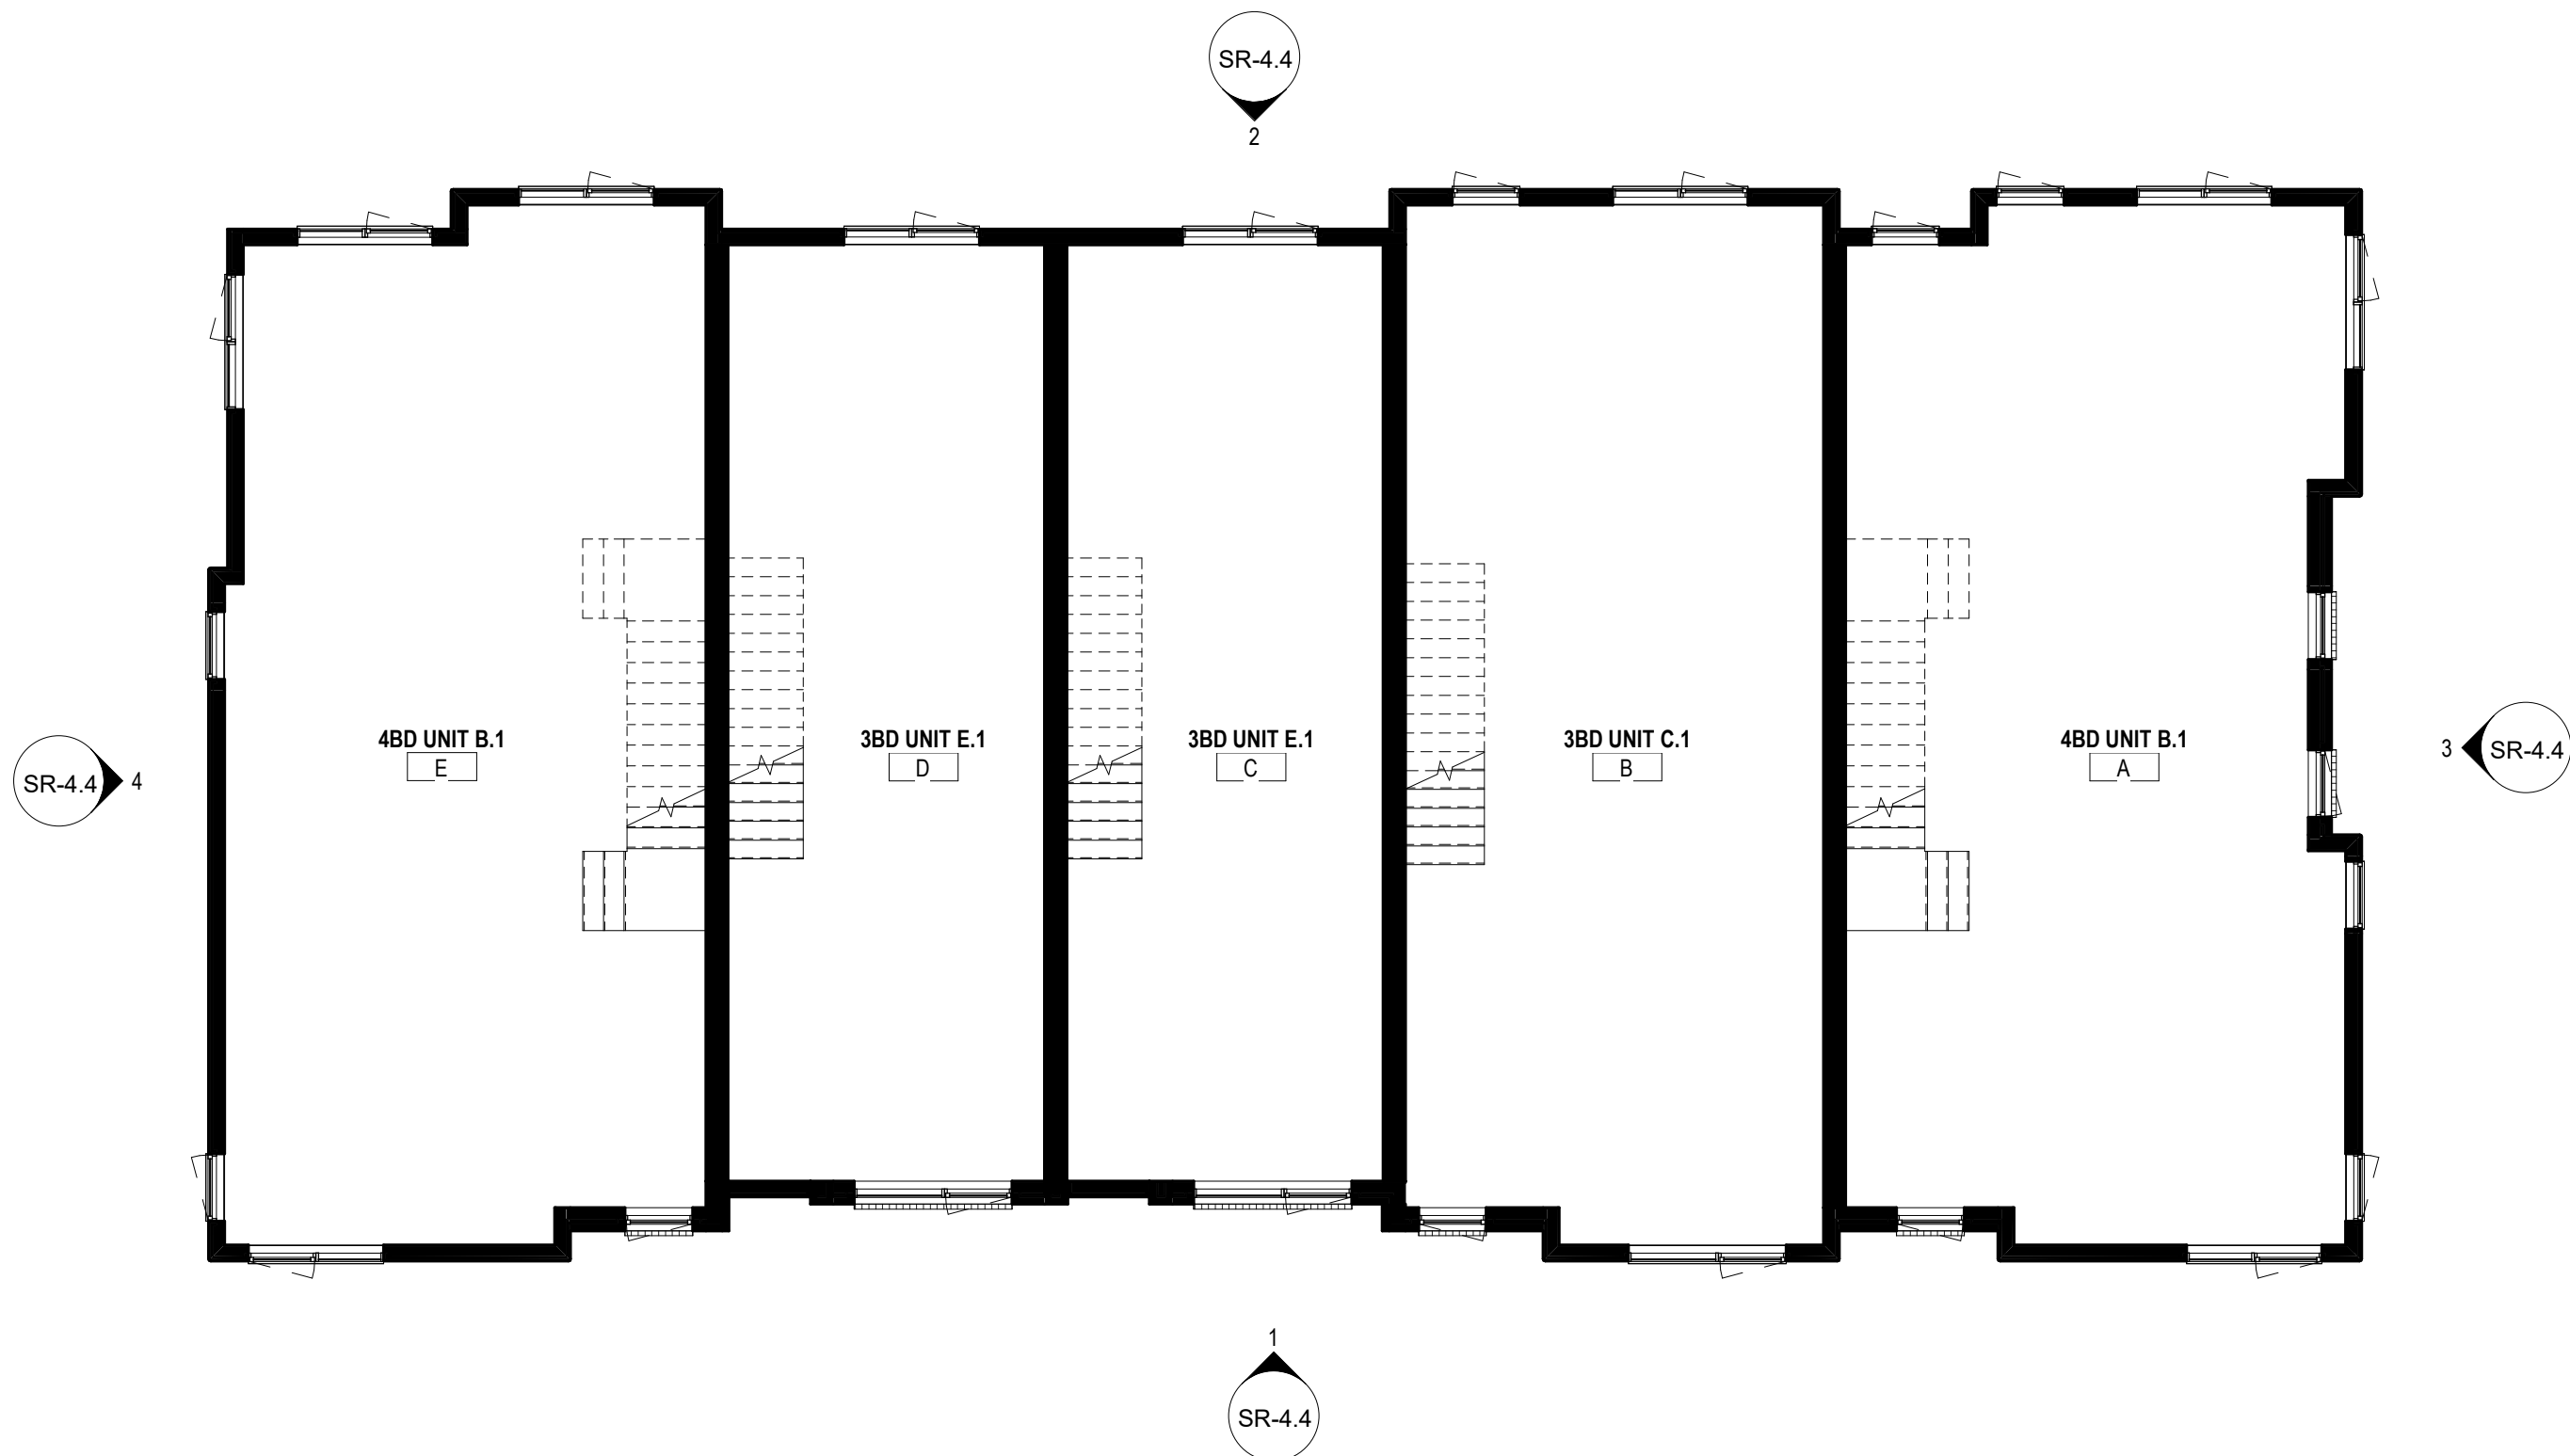 SR-4.4
2
4BD UNIT B.1
E
3BD UNIT E.1
D
3BD UNIT E.1
C
3BD UNIT C.1
B
4BD UNIT B.1
A
SR-4.4
4
3
SR-4.4
1
SR-4.4